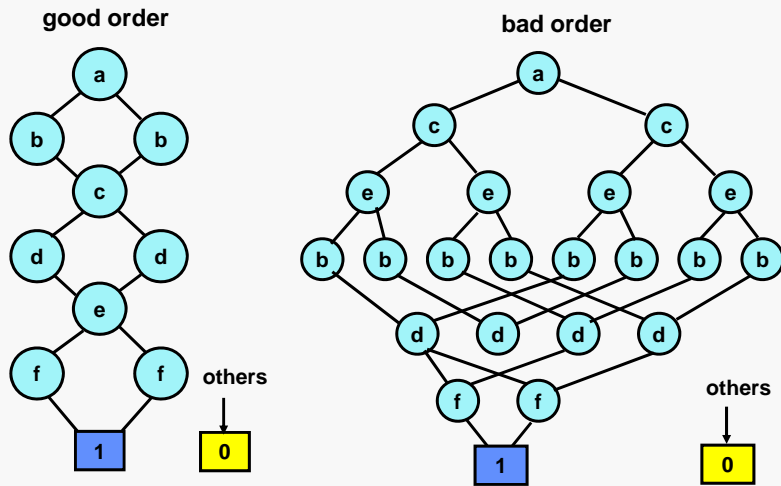 good order
bad order
a
b b
c
d d
e
f f
others
1
0
a
c c
e e e e
b b b b b b b b
d d d d
f f
others
1
0